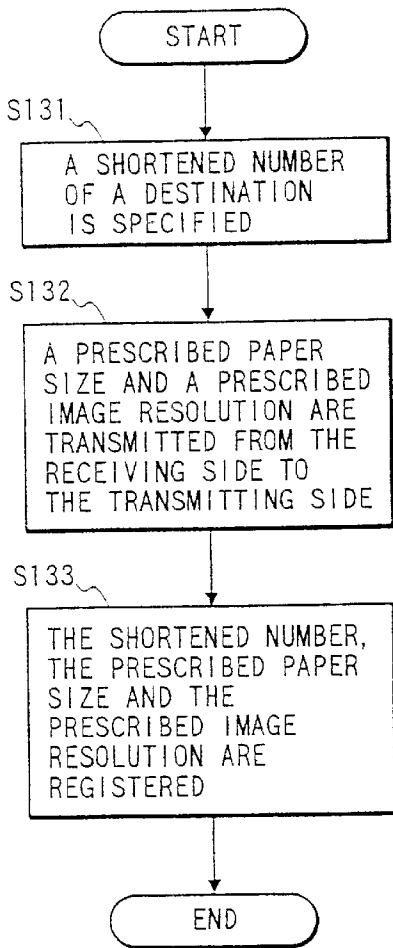 START
S131
A SHORTENED NUMBER
OF A DESTINATION
IS SPECIFIED
S132
A PRESCRIBED PAPER
SIZE AND A PRESCRIBED
IMAGE RESOLUTION ARE
TRANSMITTED FROM THE
RECEIVING SIDE TO
THE TRANSMITTING SIDE
S133
THE SHORTENED NUMBER,
THE PRESCRIBED PAPER
SIZE AND THE
PRESCRIBED IMAGE
RESOLUTION ARE
REGISTERED
END